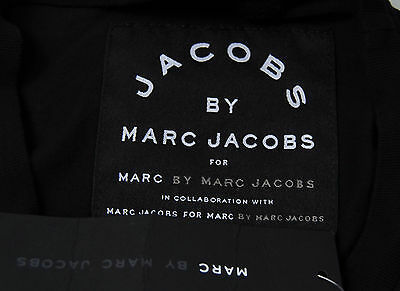 JACOBS
BY
MARC JACOBS
FOR
MARC BY MARC JACOBS
IN COLLABORATION WITH
MARC JACOBS FOR MARC BY MARC JACOBS
MARC BY MARC JACOBS